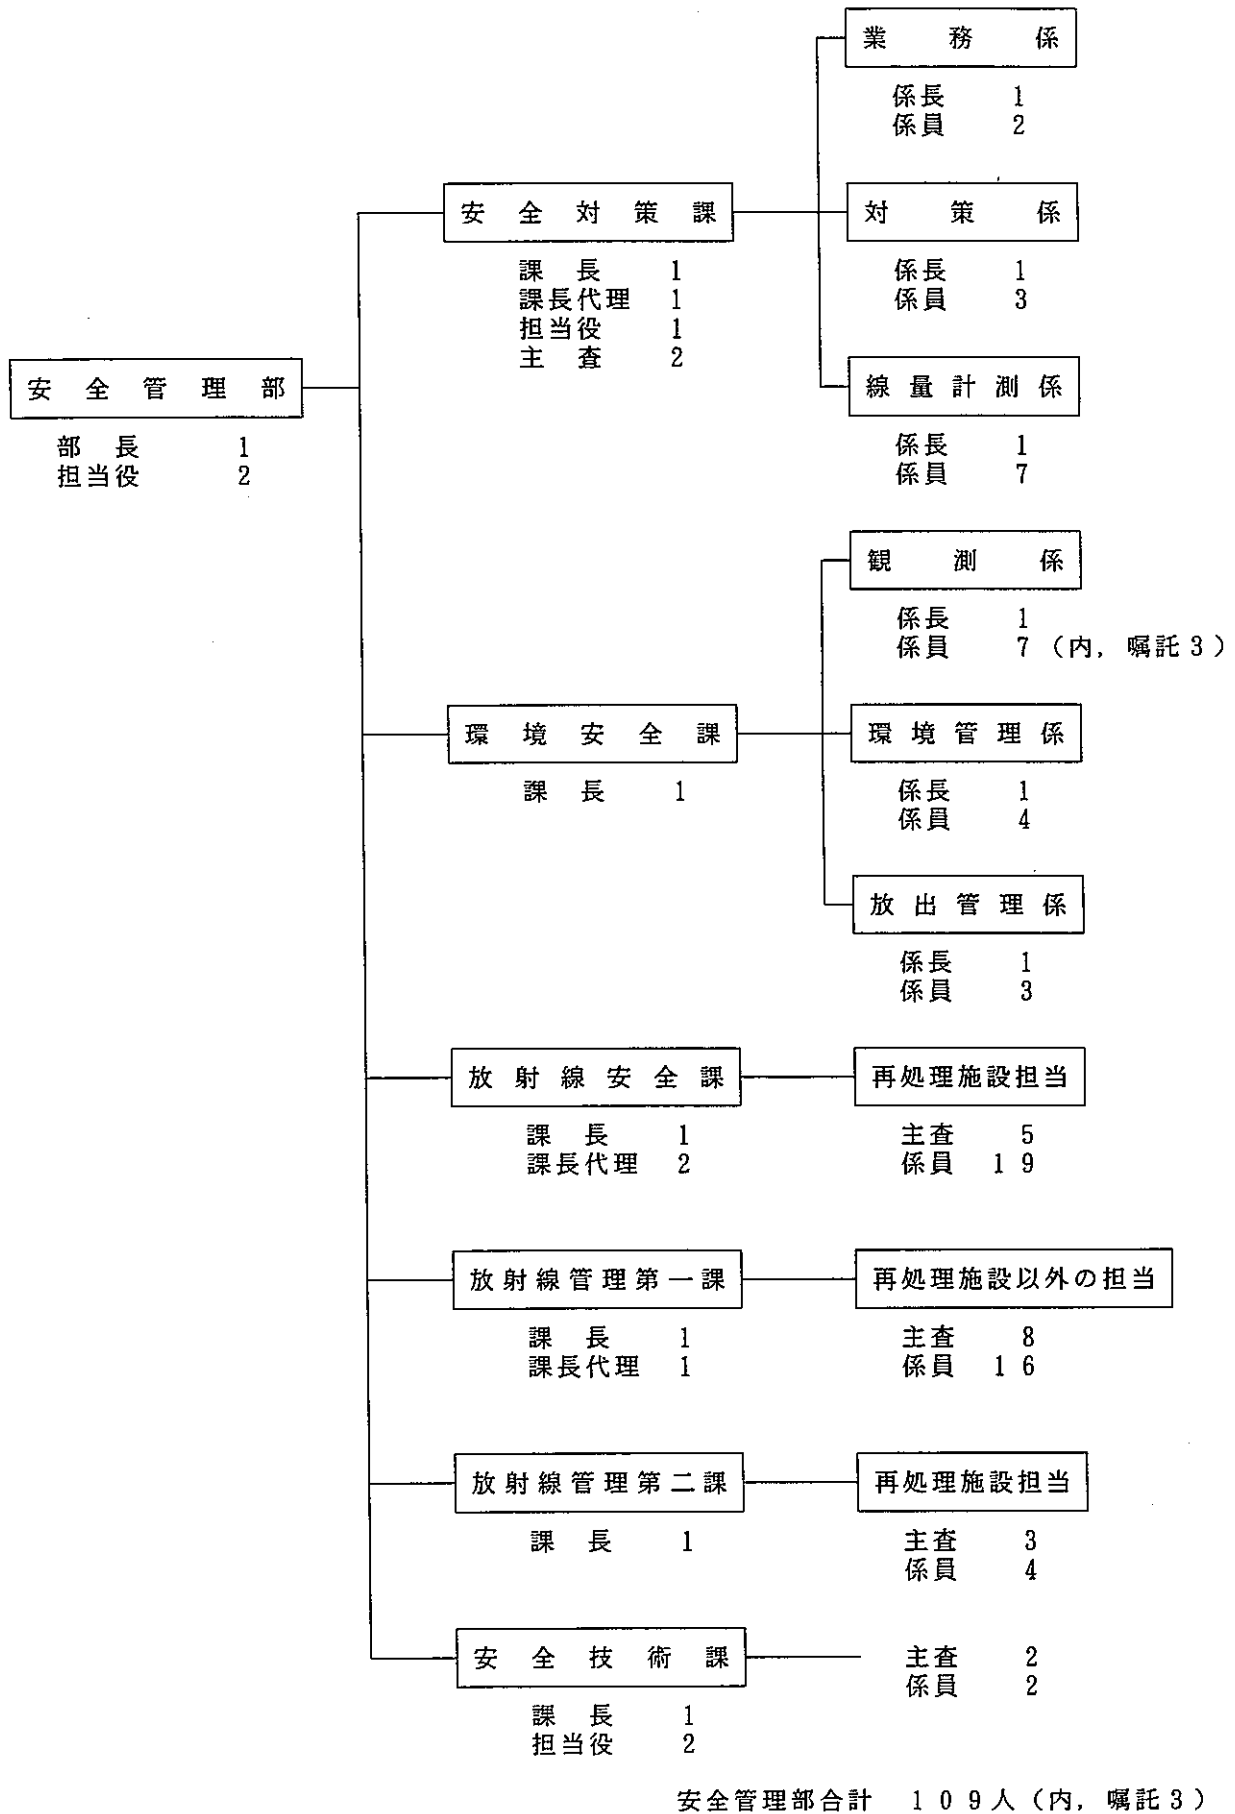 安全管理部
部長 1
担当役 2
安全対策課
課長 1
課長代理 1
担当役 1
主査 2
業務係
係長 1
係員 2
対策係
係長 1
係員 3
線量計測係
係長 1
係員 7
環境安全課
課長 1
観測係
係長 1
係員 7（内，嘱託3）
環境管理係
係長 1
係員 4
放出管理係
係長 1
係員 3
放射線安全課
課長 1
課長代理 2
再処理施設担当
主査 5
係員 19
放射線管理第一課
課長 1
課長代理 1
再処理施設以外の担当
主査 8
係員 16
放射線管理第二課
課長 1
再処理施設担当
主査 3
係員 4
安全技術課
課長 1
担当役 2
主査 2
係員 2
安全管理部合計 109人（内，嘱託3）